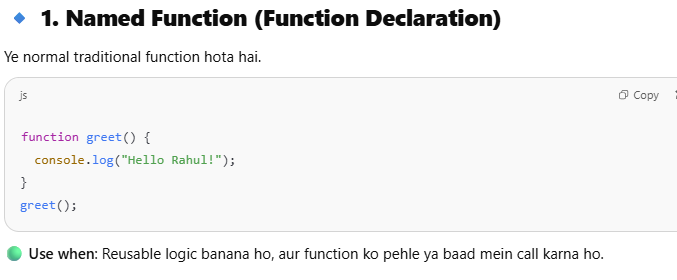 1. Named Function (Function Declaration)
Ye normal traditional function hota hai.
js
Copy
function greet() {
  console.log("Hello Rahul!");
}
greet();
Use when: Reusable logic banana ho, aur function ko pehle ya baad mein call karna ho.